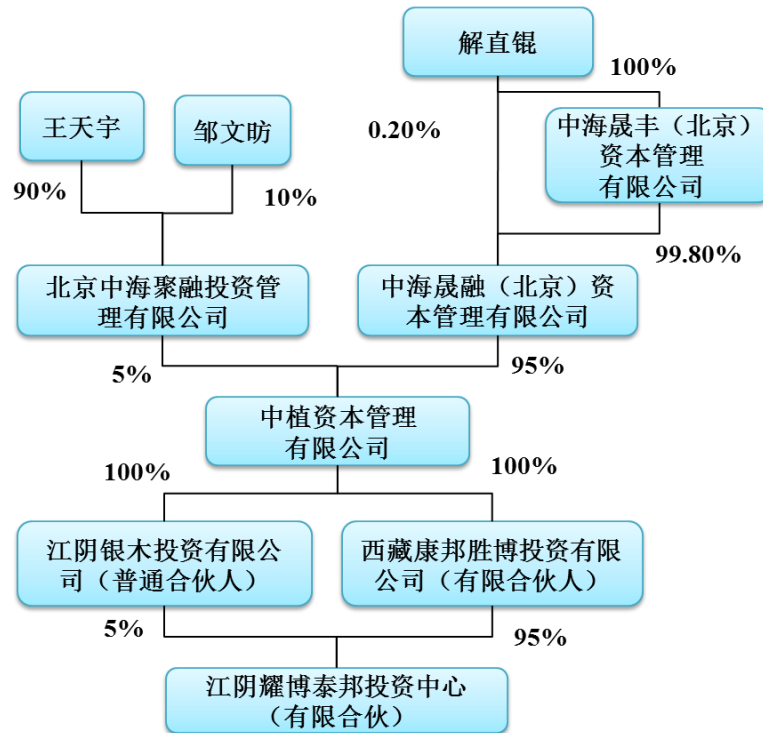 解直锟
100%
0.20%
王天宇
邹文昉
中海晟丰（北京）
资本管理
有限公司
90%
10%
99.80%
北京中海聚融投资管
理有限公司
中海晟融（北京）资
本管理有限公司
5%
95%
中植资本管理
有限公司
100%
100%
江阴银木投资有限公
司（普通合伙人）
西藏康邦胜博投资有限
公司（有限合伙人）
5%
95%
江阴耀博泰邦投资中心
（有限合伙）